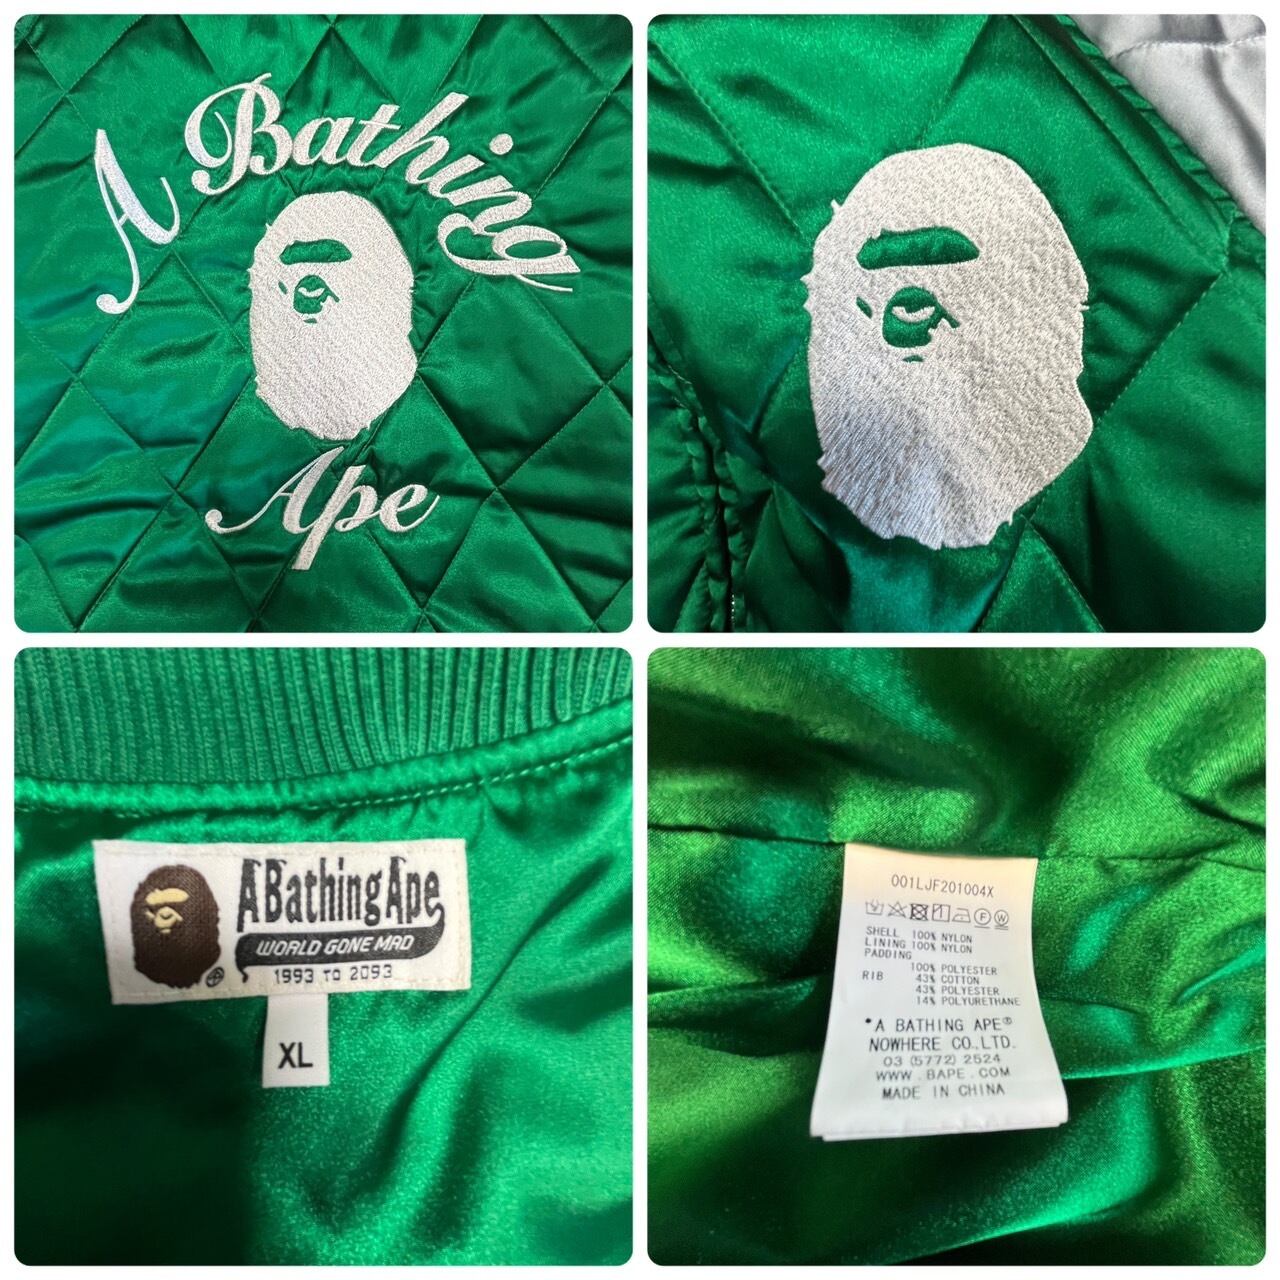 A Bathing
Ape
A Bathing Ape
WORLD GONE MAD
1993 TO 2093
XL
001LJF201004X
SHELL 100% NYLON
LINING 100% NYLON
PADDING
100% POLYESTER
RIB 43% COTTON
43% POLYESTER
14% POLYURETHANE
*A BATHING APE®
NOWHERE CO.,LTD.
03 (5772) 2524
WWW.BAPE.COM
MADE IN CHINA